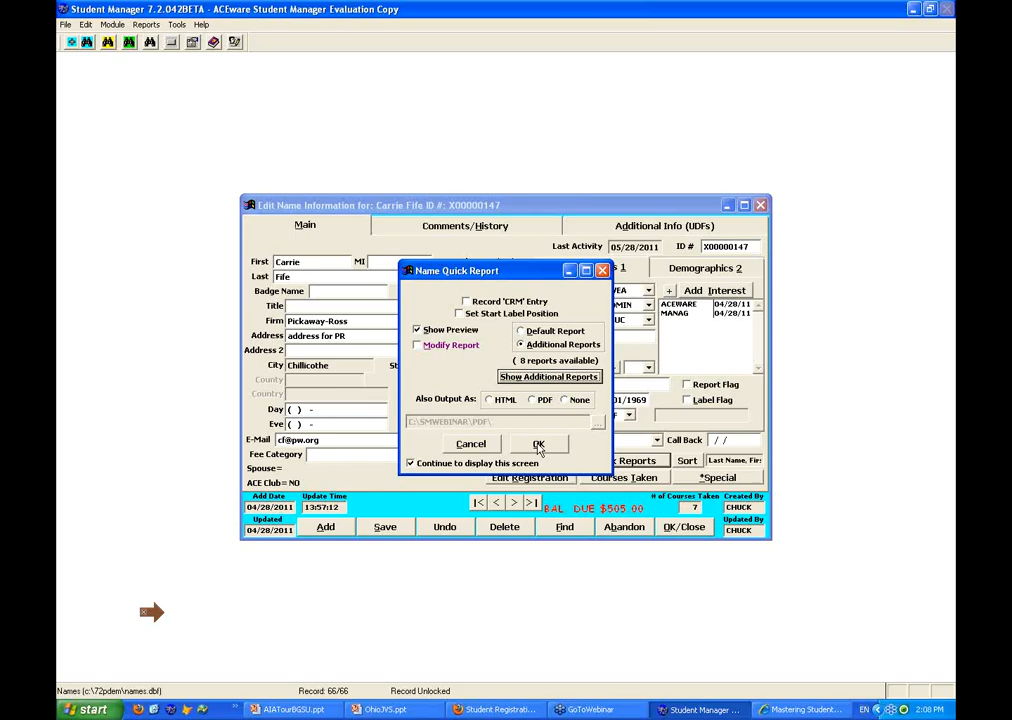 Student Manager 7.2.042BETA - ACEware Student Manager Evaluation Copy
File Edit Module Reports Tools Help
Edit Name Information for: Carrie Fife ID #: X00000147
Main Comments/History Additional Info (UDFs)
Last Activity 05/28/2011 ID # X00000147
First Carrie MI
Last Fife
Badge Name
Title
Firm Pickaway-Ross
Address address for PR
Address 2
City Chillicothe
County
Country
Day ( ) -
Eve ( ) -
E-Mail cf@pw.org
Fee Category
Spouse=
ACE Club= NO
Name Quick Report
Record 'CRM' Entry
Set Start Label Position
Show Preview
Modify Report
Default Report
Additional Reports
( 8 reports available)
Show Additional Reports
Also Output As: HTML PDF None
C:\SMWEBINAR\PDF\ ...
Cancel OK
Continue to display this screen
1 Demographics 2
+ Add Interest
ACEWARE 04/28/11
MANAG 04/28/11
Report Flag
/1969 Label Flag
Call Back / /
Reports Sort Last Name, Firs
Edit Registration Courses Taken *Special
Add Date Update Time
04/28/2011 13:57:12
|< < > >| BAL DUE $505.00
# of Courses Taken Created By
7 CHUCK
Updated Updated By
04/28/2011 Add Save Undo Delete Find Abandon OK/Close CHUCK
Names (c:\72pdem\names.dbf) Record: 66/66 Record Unlocked
start AIATourBGSU.ppt OhioJVS.ppt Student Registrati... GoToWebinar Student Manager ... Mastering Student... EN 2:08 PM